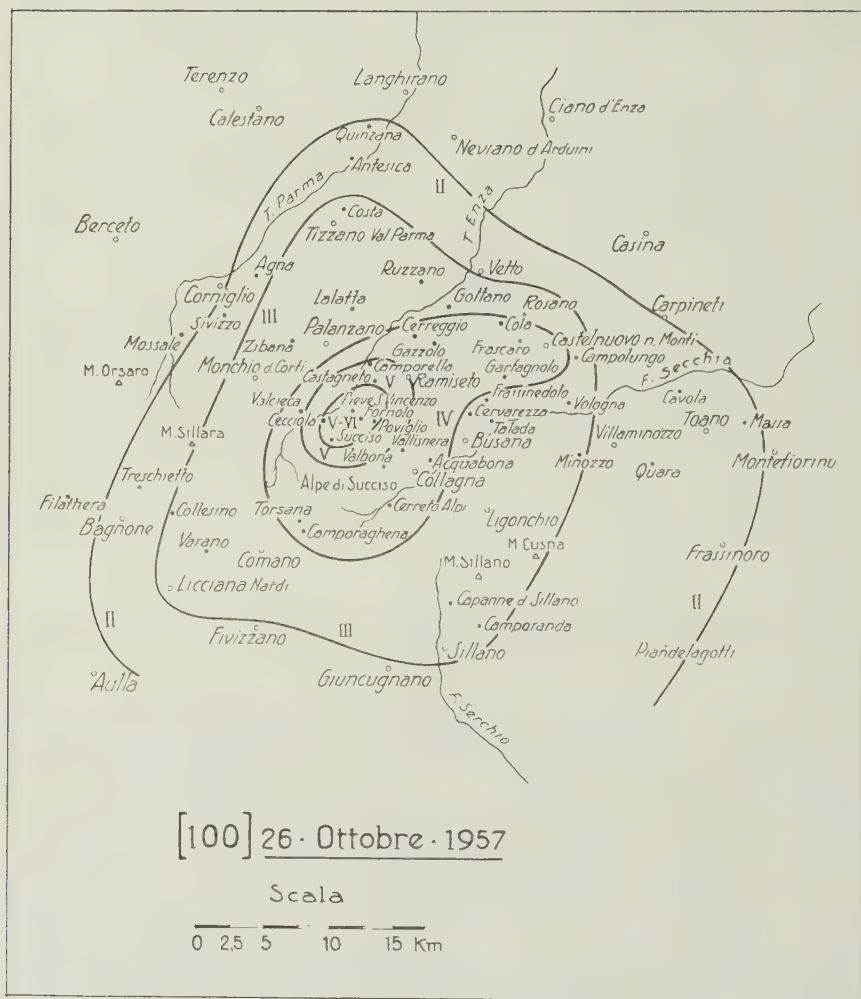 Terenzo
Langhirano
Calestano
Ciano d'Enza
Quinzana
Neviano d'Arduini
Antesica
II
T. Parma
T. Enza
Berceto
Costa
Tizzano Val Parma
Casina
Agna
Ruzzano
Vetto
Corniglio
Lalatta
Gottano
Rosano
Carpineti
Sivizzo
III
Palanzano
Cerreggio
Cola
Castelnuovo n. Monti
Mossale
Zibana
Gazzolo
Frascaro
Campolungo
M. Orsaro
Monchio d. Corti
Camporella
Gartagnolo
F. Secchia
Castagneto
V
Ramiseto
Valcieca
Pieve S. Vincenzo
IV
Frassinedolo
Vologna
Cavola
Cecciola
V-VI
Fornolo
Cervarezza
Toano
Massa
M. Sillara
Poviglio
Talada
Succiso
Vallisnera
Busana
Villaminozzo
V
Valbona
Acquabona
Minozzo
Quara
Montefiorino
Treschietto
Alpe di Succiso
Collagna
Filattiera
Bagnone
Collesino
Torsana
Cerreto Alpi
Ligonchio
Varano
Camporaghena
M. Cusna
Frassinoro
Comano
M. Sillano
Licciana Nardi
Capanne d Sillano
II
II
Fivizzano
III
Camporanda
Sillano
Piandelagotti
Aulla
Giuncugnano
F. Serchio
[100] 26 · Ottobre · 1957
Scala
0 2,5 5 10 15 Km